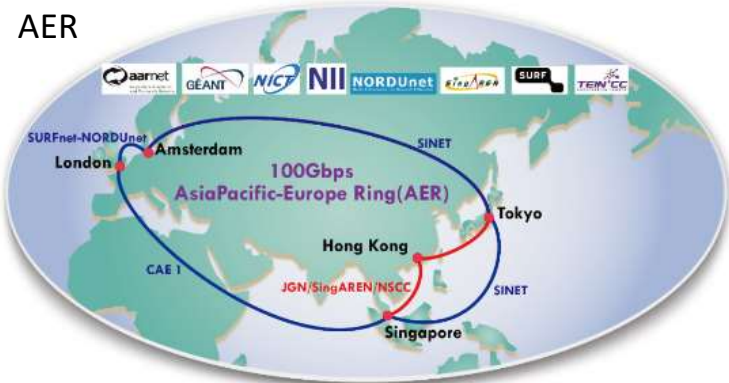 AER
aarnet
GÉANT
NICT
NII
NORDUnet
SingAREN
SURF
TEIN*CC
SURFnet-NORDUnet
London
Amsterdam
SINET
100Gbps
AsiaPacific-Europe Ring(AER)
Tokyo
Hong Kong
CAE 1
JGN/SingAREN/NSCC
SINET
Singapore